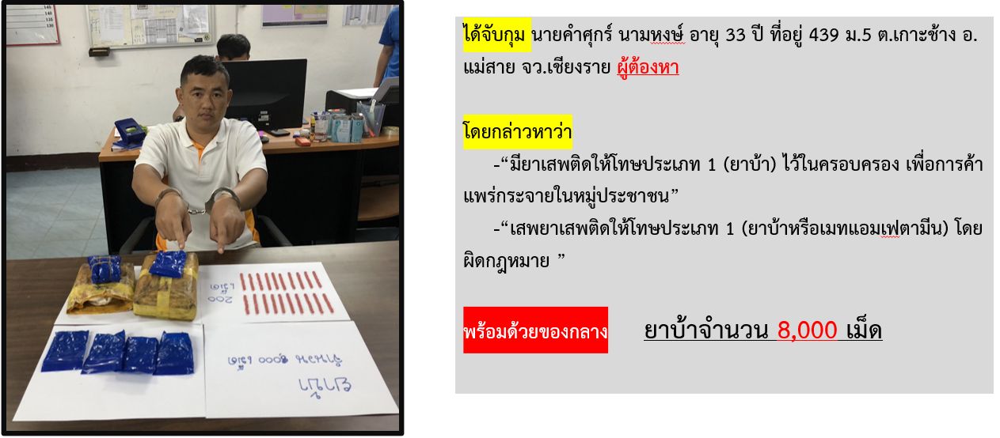 145
140
135
130
ได้จับกุม นายคำศุกร์ นามหงษ์ อายุ 33 ปี ที่อยู่ 439 ม.5 ต.เกาะช้าง อ.
แม่สาย จว.เชียงราย ผู้ต้องหา
โดยกล่าวหาว่า
-“มียาเสพติดให้โทษประเภท 1 (ยาบ้า) ไว้ในครอบครอง เพื่อการค้า
แพร่กระจายในหมู่ประชาชน”
-“เสพยาเสพติดให้โทษประเภท 1 (ยาบ้าหรือเมทแอมเฟตามีน) โดย
ผิดกฎหมาย ”
พร้อมด้วยของกลาง ยาบ้าจำนวน 8,000 เม็ด
200
เม็ด
ยาบ้า
จำนวน 8,000 เม็ด